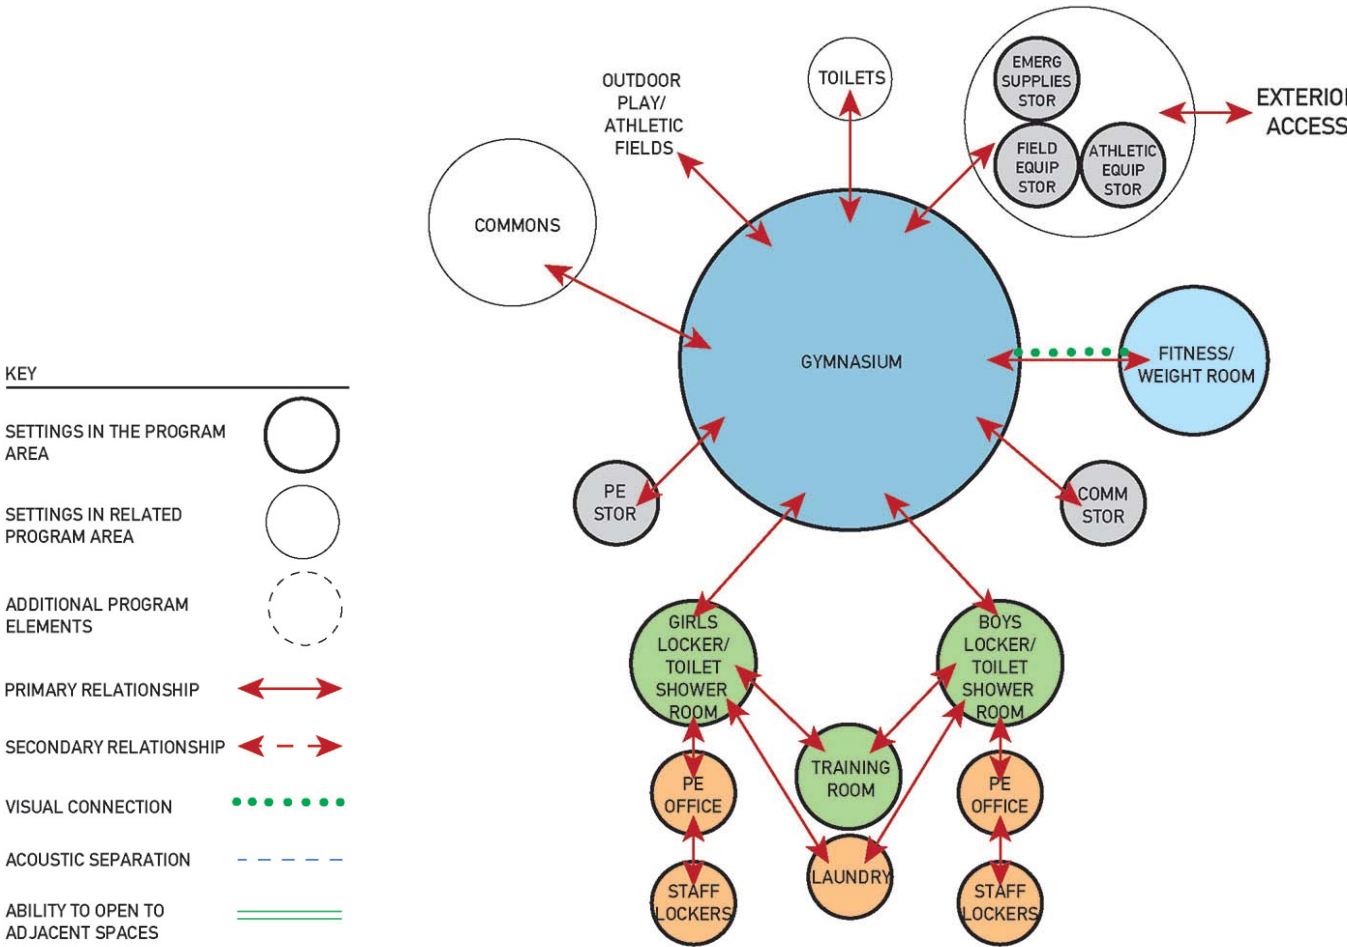 OUTDOOR
PLAY/
ATHLETIC
FIELDS
TOILETS
EMERG
SUPPLIES
STOR
FIELD
EQUIP
STOR
ATHLETIC
EQUIP
STOR
EXTERIO
ACCESS
COMMONS
GYMNASIUM
FITNESS/
WEIGHT ROOM
PE
STOR
COMM
STOR
GIRLS
LOCKER/
TOILET
SHOWER
ROOM
BOYS
LOCKER/
TOILET
SHOWER
ROOM
TRAINING
ROOM
PE
OFFICE
PE
OFFICE
LAUNDRY
STAFF
LOCKERS
STAFF
LOCKERS
KEY
SETTINGS IN THE PROGRAM
AREA
SETTINGS IN RELATED
PROGRAM AREA
ADDITIONAL PROGRAM
ELEMENTS
PRIMARY RELATIONSHIP
SECONDARY RELATIONSHIP
VISUAL CONNECTION
ACOUSTIC SEPARATION
ABILITY TO OPEN TO
ADJACENT SPACES